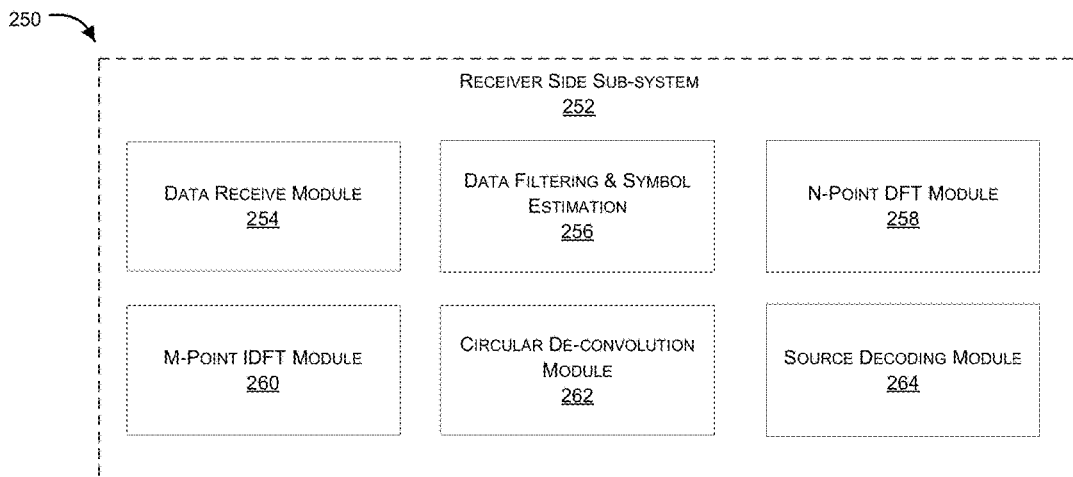 250
RECEIVER SIDE SUB-SYSTEM
252
DATA RECEIVE MODULE
254
DATA FILTERING & SYMBOL
ESTIMATION
256
N-POINT DFT MODULE
258
M-POINT IDFT MODULE
260
CIRCULAR DE-CONVOLUTION
MODULE
262
SOURCE DECODING MODULE
264